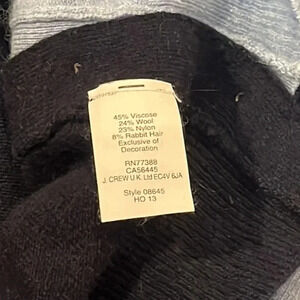 45% Viscose
24% Wool
23% Nylon
8% Rabbit Hair
Exclusive of
Decoration
RN77388
CA56445
J. CREW U.K. Ltd EC4V 6JA
Style 08645
HO 13